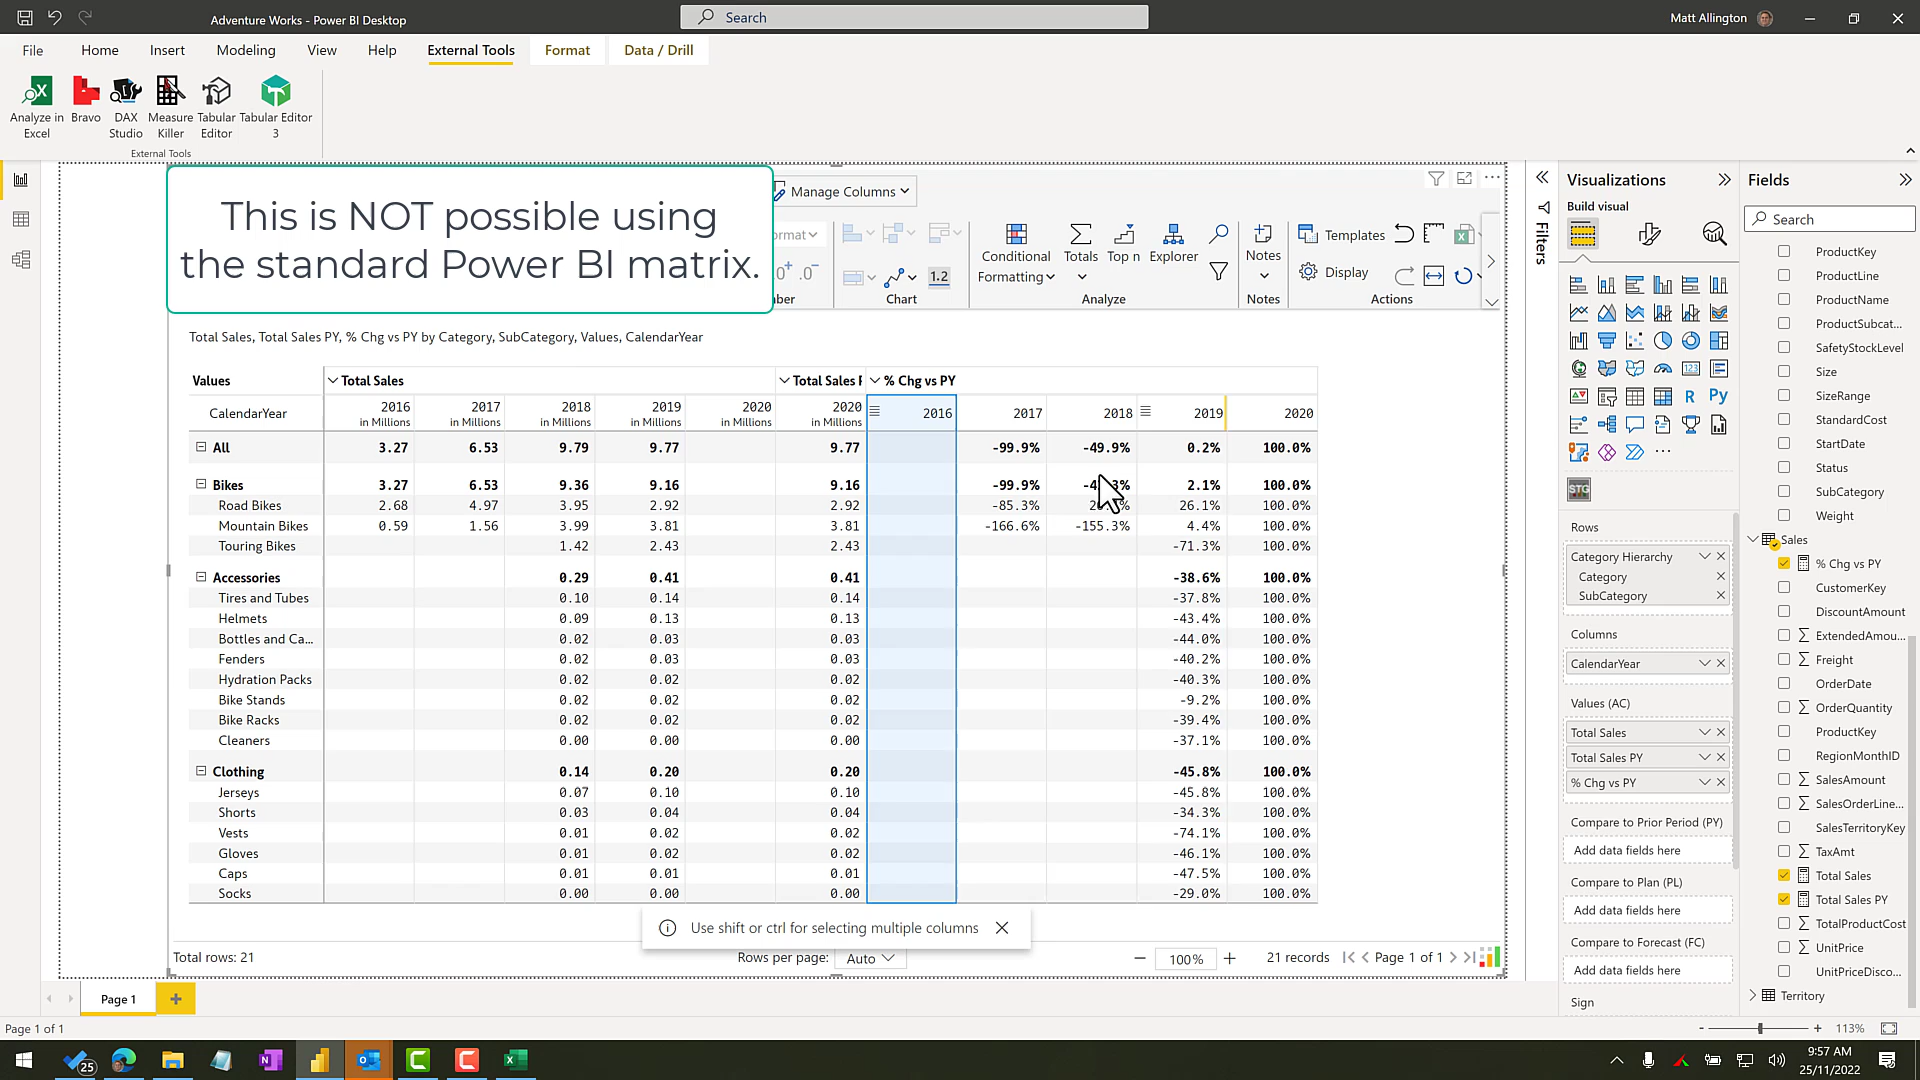 Adventure Works - Power BI Desktop
Search
Matt Allington
File Home Insert Modeling View Help External Tools Format Data / Drill
Analyze in Excel
Bravo
DAX Studio
Measure Killer
Tabular Editor
Tabular Editor 3
External Tools
This is NOT possible using
the standard Power BI matrix.
Manage Columns
Conditional Formatting
Totals
Top n
Explorer
Notes
Templates
Display
1.2
Chart
Analyze
Notes
Actions
Total Sales, Total Sales PY, % Chg vs PY by Category, SubCategory, Values, CalendarYear
Values Total Sales Total Sales % Chg vs PY
CalendarYear 2016 2017 2018 2019 2020 2020 2016 2017 2018 2019 2020
in Millions in Millions in Millions in Millions in Millions in Millions
All 3.27 6.53 9.79 9.77 9.77 -99.9% -49.9% 0.2% 100.0%
Bikes 3.27 6.53 9.36 9.16 9.16 -99.9% 2.1% 100.0%
Road Bikes 2.68 4.97 3.95 2.92 2.92 -85.3% 26.1% 100.0%
Mountain Bikes 0.59 1.56 3.99 3.81 3.81 -166.6% -155.3% 4.4% 100.0%
Touring Bikes 1.42 2.43 2.43 -71.3% 100.0%
Accessories 0.29 0.41 0.41 -38.6% 100.0%
Tires and Tubes 0.10 0.14 0.14 -37.8% 100.0%
Helmets 0.09 0.13 0.13 -43.4% 100.0%
Bottles and Ca... 0.02 0.03 0.03 -44.0% 100.0%
Fenders 0.02 0.03 0.03 -40.2% 100.0%
Hydration Packs 0.02 0.02 0.02 -40.3% 100.0%
Bike Stands 0.02 0.02 0.02 -9.2% 100.0%
Bike Racks 0.02 0.02 0.02 -39.4% 100.0%
Cleaners 0.00 0.00 0.00 -37.1% 100.0%
Clothing 0.14 0.20 0.20 -45.8% 100.0%
Jerseys 0.07 0.10 0.10 -45.8% 100.0%
Shorts 0.03 0.04 0.04 -34.3% 100.0%
Vests 0.01 0.02 0.02 -74.1% 100.0%
Gloves 0.01 0.02 0.02 -46.1% 100.0%
Caps 0.01 0.01 0.01 -47.5% 100.0%
Socks 0.00 0.00 0.00 -29.0% 100.0%
Use shift or ctrl for selecting multiple columns
Total rows: 21
Rows per page: Auto
100%
21 records
Page 1 of 1
Filters
Visualizations
Build visual
R Py
123
STG
Rows
Category Hierarchy
Category
SubCategory
Columns
CalendarYear
Values (AC)
Total Sales
Total Sales PY
% Chg vs PY
Compare to Prior Period (PY)
Add data fields here
Compare to Plan (PL)
Add data fields here
Compare to Forecast (FC)
Add data fields here
Sign
Fields
Search
ProductKey
ProductLine
ProductName
ProductSubcat...
SafetyStockLevel
Size
SizeRange
StandardCost
StartDate
Status
SubCategory
Weight
Sales
% Chg vs PY
CustomerKey
DiscountAmount
ExtendedAmou...
Freight
OrderDate
OrderQuantity
ProductKey
RegionMonthID
SalesAmount
SalesOrderLine...
SalesTerritoryKey
TaxAmt
Total Sales
Total Sales PY
TotalProductCost
UnitPrice
UnitPriceDisco...
Territory
Page 1
Page 1 of 1
113%
25
9:57 AM
25/11/2022